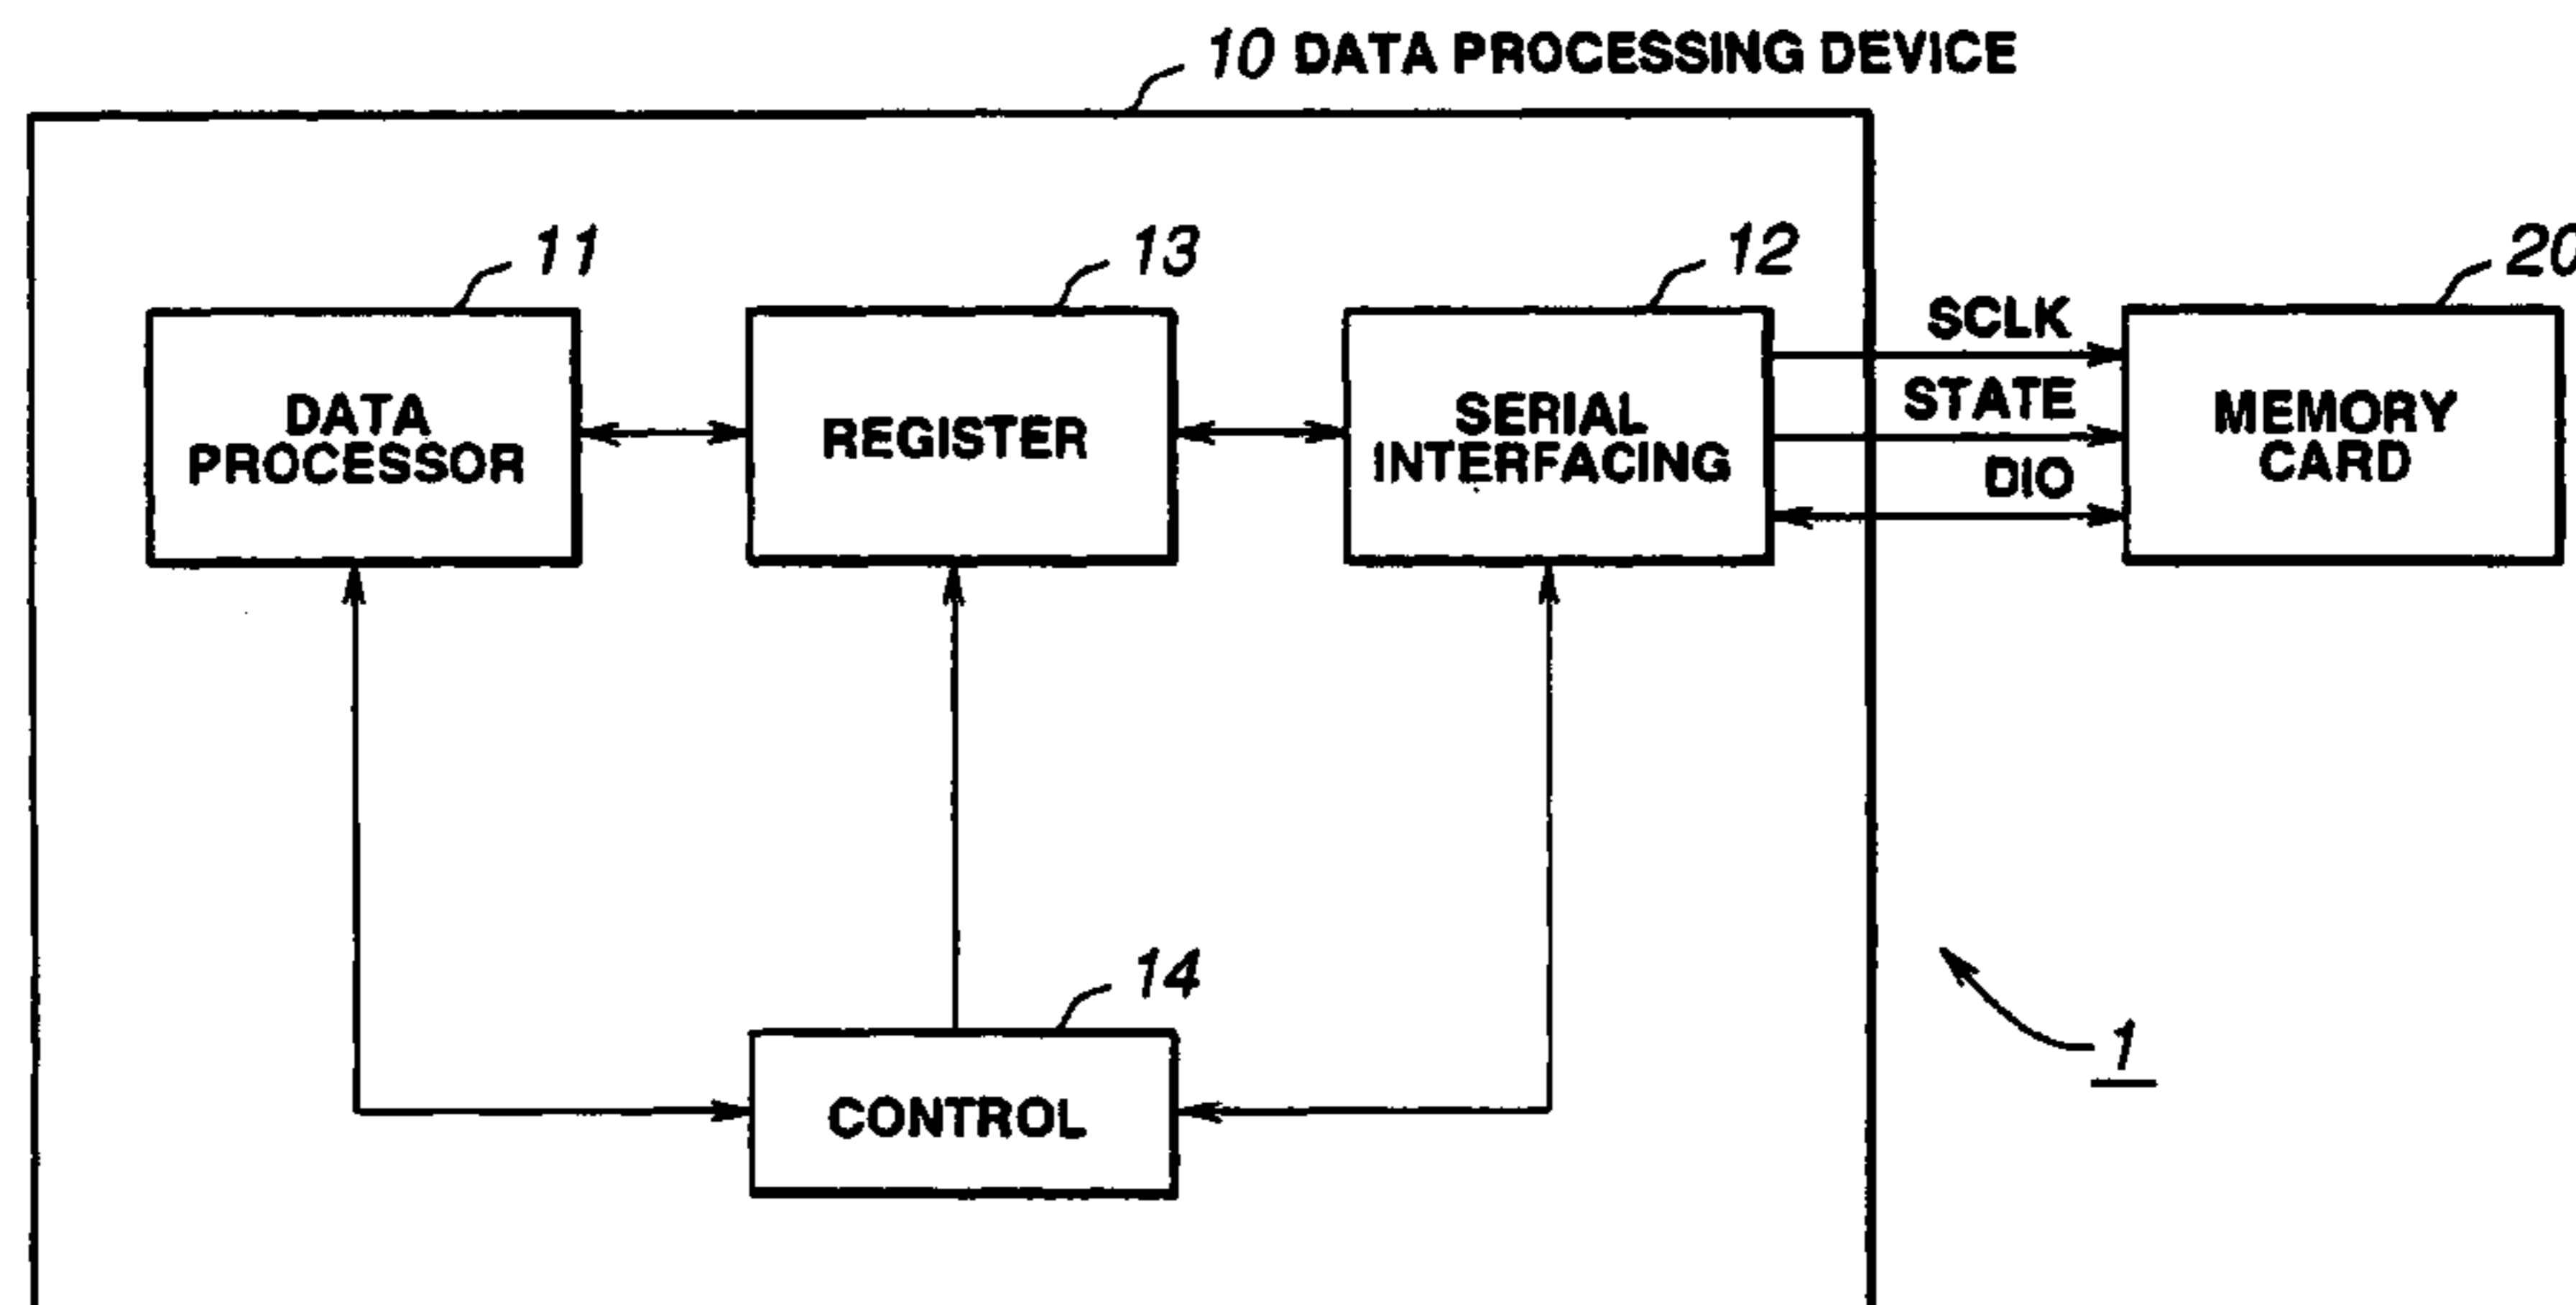 10 DATA PROCESSING DEVICE
11
13
12
20
DATA
PROCESSOR
REGISTER
SERIAL
INTERFACING
SCLK
STATE
DIO
MEMORY
CARD
14
CONTROL
1